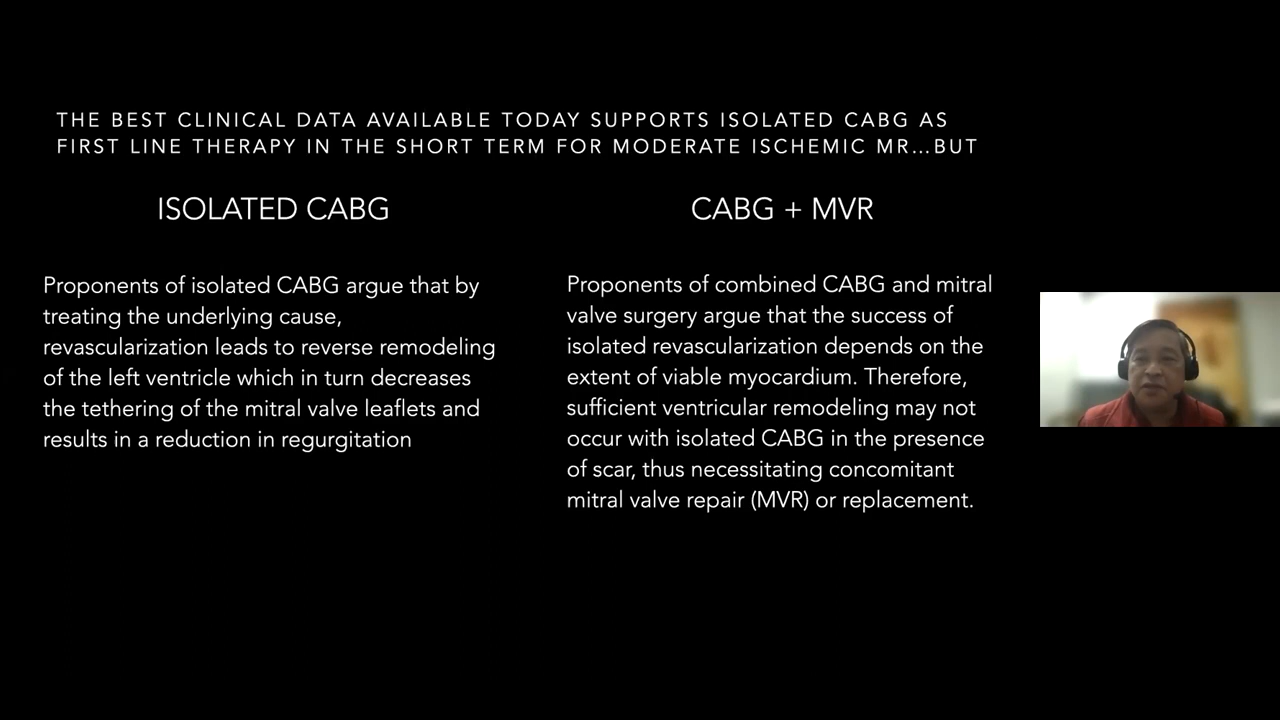 THE BEST CLINICAL DATA AVAILABLE TODAY SUPPORTS ISOLATED CABG AS
FIRST LINE THERAPY IN THE SHORT TERM FOR MODERATE ISCHEMIC MR...BUT
ISOLATED CABG
Proponents of isolated CABG argue that by
treating the underlying cause,
revascularization leads to reverse remodeling
of the left ventricle which in turn decreases
the tethering of the mitral valve leaflets and
results in a reduction in regurgitation
CABG + MVR
Proponents of combined CABG and mitral
valve surgery argue that the success of
isolated revascularization depends on the
extent of viable myocardium. Therefore,
sufficient ventricular remodeling may not
occur with isolated CABG in the presence
of scar, thus necessitating concomitant
mitral valve repair (MVR) or replacement.